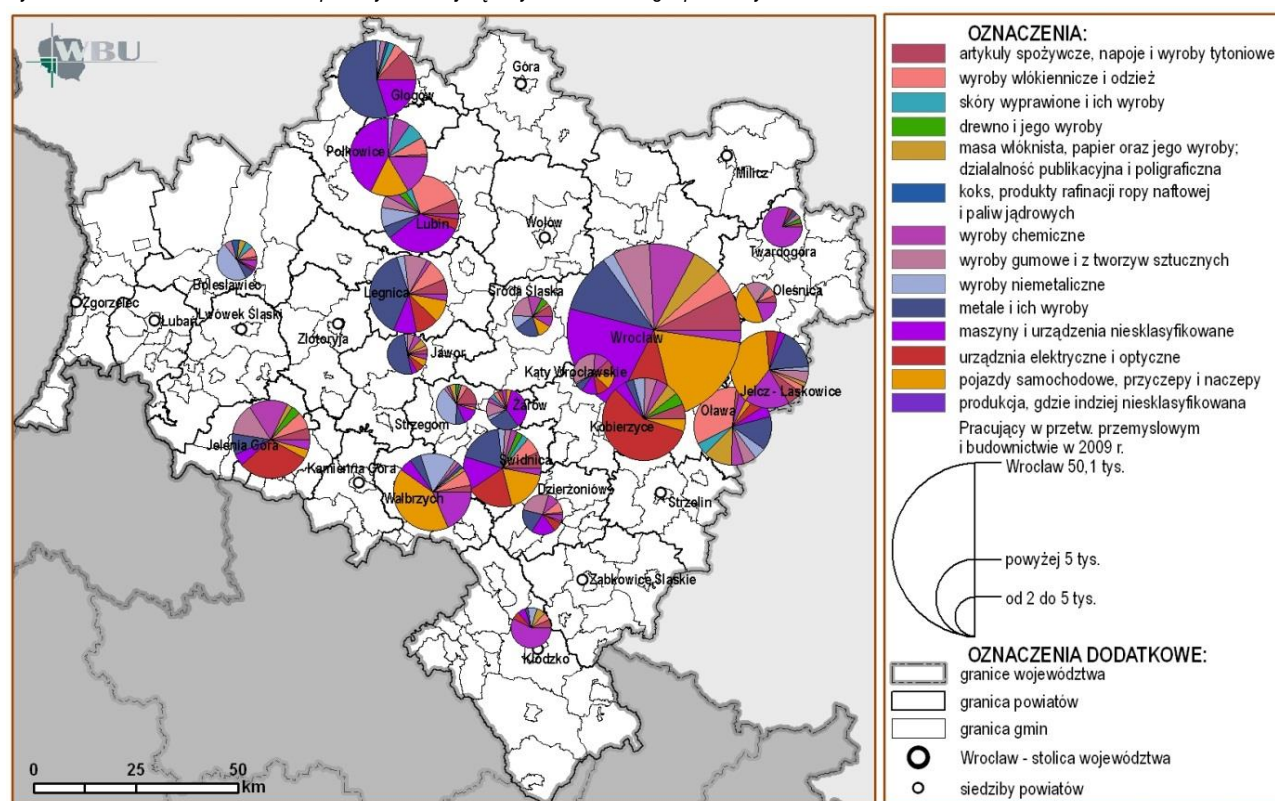 WBU
Góra
Głogów
Polkowice
Milicz
Lubin
Wołów
Twardogóra
Bolesławiec
Zgorzelec
Lubań
Lwówek Śląski
Legnica
Środa Śląska
Oleśnica
Złotoryja
Wrocław
Jawor
Kąty Wrocławskie
Jelcz - Laskowice
Strzegom
Żarów
Kobierzyce
Oława
Jelenia Góra
Kamienna Góra
Świdnica
Wałbrzych
Dzierżoniów
Strzelin
Ząbkowice Śląskie
Kłodzko
0 25 50
km
OZNACZENIA:
artykuły spożywcze, napoje i wyroby tytoniowe
wyroby włókiennicze i odzież
skóry wyprawione i ich wyroby
drewno i jego wyroby
masa włóknista, papier oraz jego wyroby;
działalność publikacyjna i poligraficzna
koks, produkty rafinacji ropy naftowej
i paliw jądrowych
wyroby chemiczne
wyroby gumowe i z tworzyw sztucznych
wyroby niemetaliczne
metale i ich wyroby
maszyny i urządzenia niesklasyfikowane
urządznia elektryczne i optyczne
pojazdy samochodowe, przyczepy i naczepy
produkcja, gdzie indziej niesklasyfikowana
Pracujący w przetw. przemysłowym
i budownictwie w 2009 r.
Wrocław 50,1 tys.
powyżej 5 tys.
od 2 do 5 tys.
OZNACZENIA DODATKOWE:
granice województwa
granica powiatów
granica gmin
Wrocław - stolica województwa
siedziby powiatów